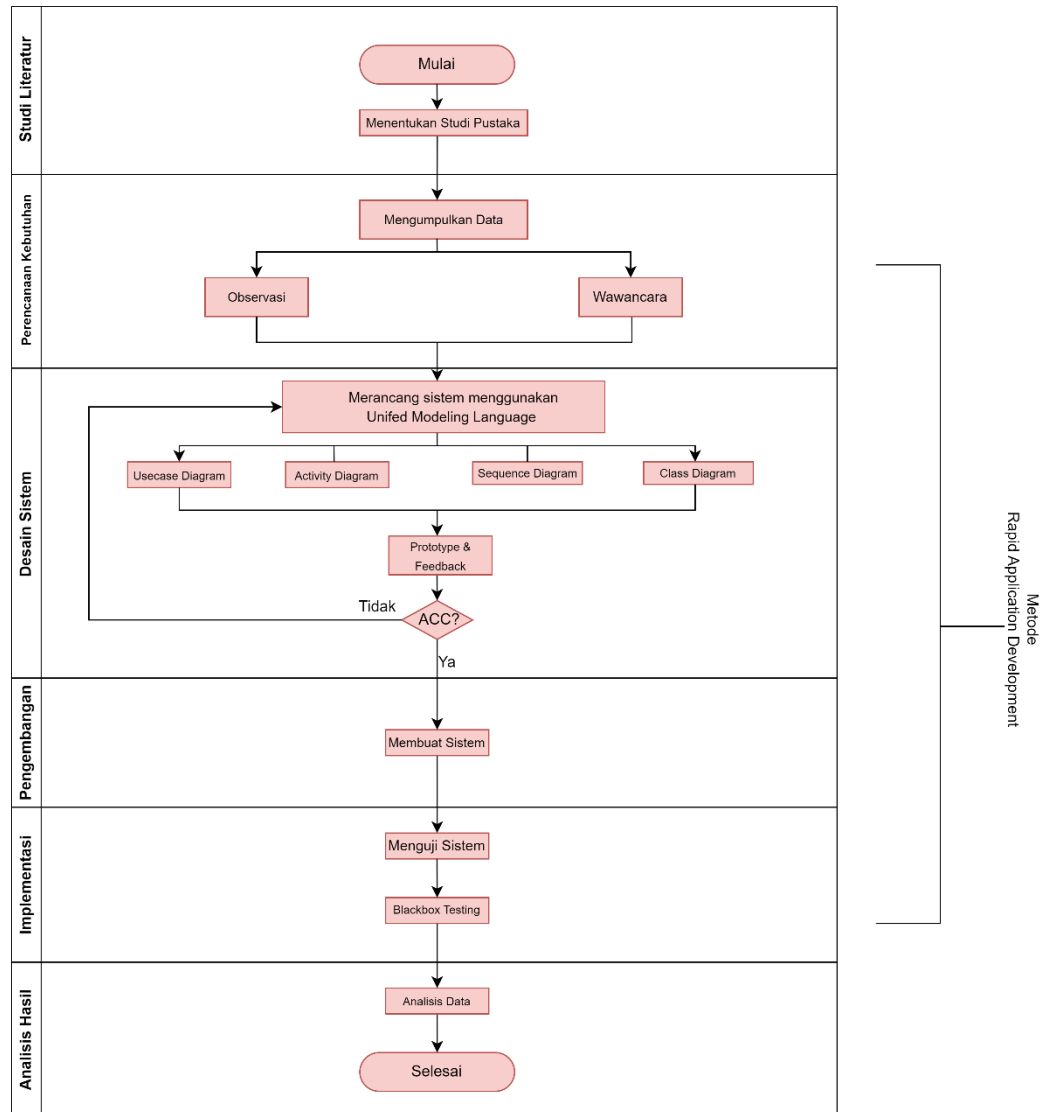 Studi Literatur
Mulai
Menentukan Studi Pustaka
Perencanaan Kebutuhan
Mengumpulkan Data
Observasi
Wawancara
Desain Sistem
Merancang sistem menggunakan
Unifed Modeling Language
Usecase Diagram
Activity Diagram
Sequence Diagram
Class Diagram
Prototype &
Feedback
Tidak
ACC?
Ya
Pengembangan
Membuat Sistem
Implementasi
Menguji Sistem
Blackbox Testing
Analisis Hasil
Analisis Data
Selesai
Metode
Rapid Application Development